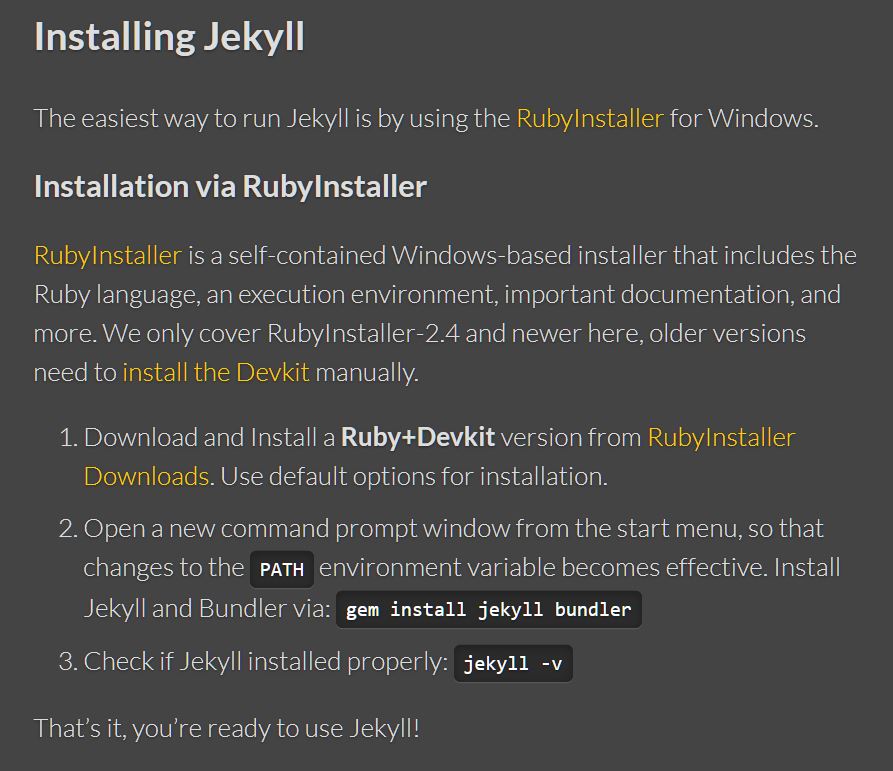 Installing Jekyll
The easiest way to run Jekyll is by using the RubyInstaller for Windows.
Installation via RubyInstaller
RubyInstaller is a self-contained Windows-based installer that includes the
Ruby language, an execution environment, important documentation, and
more. We only cover RubyInstaller-2.4 and newer here, older versions
need to install the Devkit manually.
1. Download and Install a Ruby+Devkit version from RubyInstaller
Downloads. Use default options for installation.
2. Open a new command prompt window from the start menu, so that
changes to the PATH environment variable becomes effective. Install
Jekyll and Bundler via: gem install jekyll bundler
3. Check if Jekyll installed properly: jekyll -v
That’s it, you’re ready to use Jekyll!